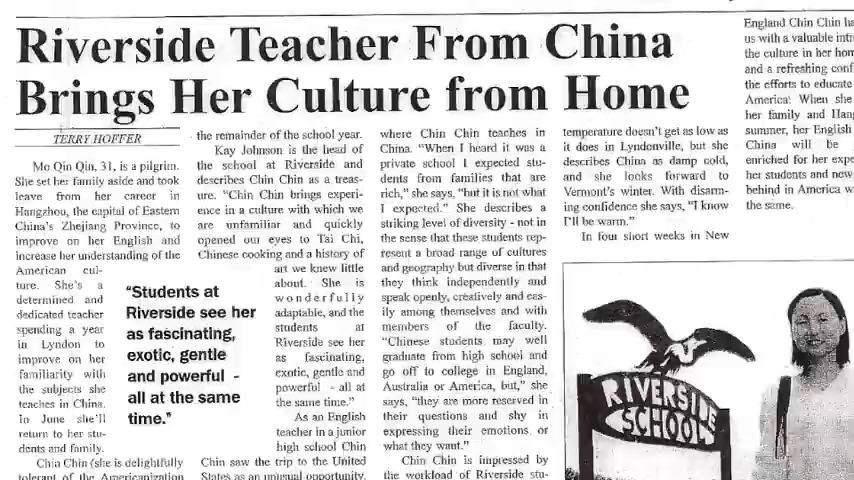 Riverside Teacher From China
Brings Her Culture from Home
TERRY HOFFER
Mo Qin Qin, 31, is a pilgrim.
She set her family aside and took
leave from her career in
Hangzhou, the capital of Eastern
China's Zhejiang Province, to
improve on her English and
increase her understanding of the
American cul-
ture. She's a
determined and
dedicated teacher
spending a year
in Lyndon to
improve on her
familiarity with
the subjects she
teaches in China.
In June she'll
return to her stu-
dents and family.
Chin Chin (she is delightfully
tolerant of the Americanization
"Students at
Riverside see her
as fascinating,
exotic, gentle
and powerful -
all at the same
time."
the remainder of the school year.
Kay Johnson is the head of
the school at Riverside and
describes Chin Chin as a treas-
ure. "Chin Chin brings experi-
ence in a culture with which we
are unfamiliar and quickly
opened our eyes to Tai Chi,
Chinese cooking and a history of
art we knew little
about. She is
wonderfully
adaptable, and the
students at
Riverside see her
as fascinating,
exotic, gentle and
powerful - all at
the same time."
As an English
teacher in a junior
high school Chin
Chin saw the trip to the United
States as an unusual opportunity.
where Chin Chin teaches in
China. "When I heard it was a
private school I expected stu-
dents from families that are
rich," she says, "but it is not what
I expected." She describes a
striking level of diversity - not in
the sense that these students rep-
resent a broad range of cultures
and geography but diverse in that
they think independently and
speak openly, creatively and eas-
ily among themselves and with
members of the faculty.
"Chinese students may well
graduate from high school and
go off to college in England,
Australia or America, but," she
says, "they are more reserved in
their questions and shy in
expressing their emotions or
what they want."
Chin Chin is impressed by
the workload of Riverside stu-
temperature doesn't get as low as
it does in Lyndonville, but she
describes China as damp cold,
and she looks forward to
Vermont's winter. With disarm-
ing confidence she says, "I know
I'll be warm."
In four short weeks in New
England Chin Chin ha
us with a valuable intr
the culture in her hom
and a refreshing conf
the efforts to educate
America. When she
her family and Hang
summer, her English
China will be
enriched for her expe
her students and new
behind in America w
the same.
RIVERSIDE
SCHOOL